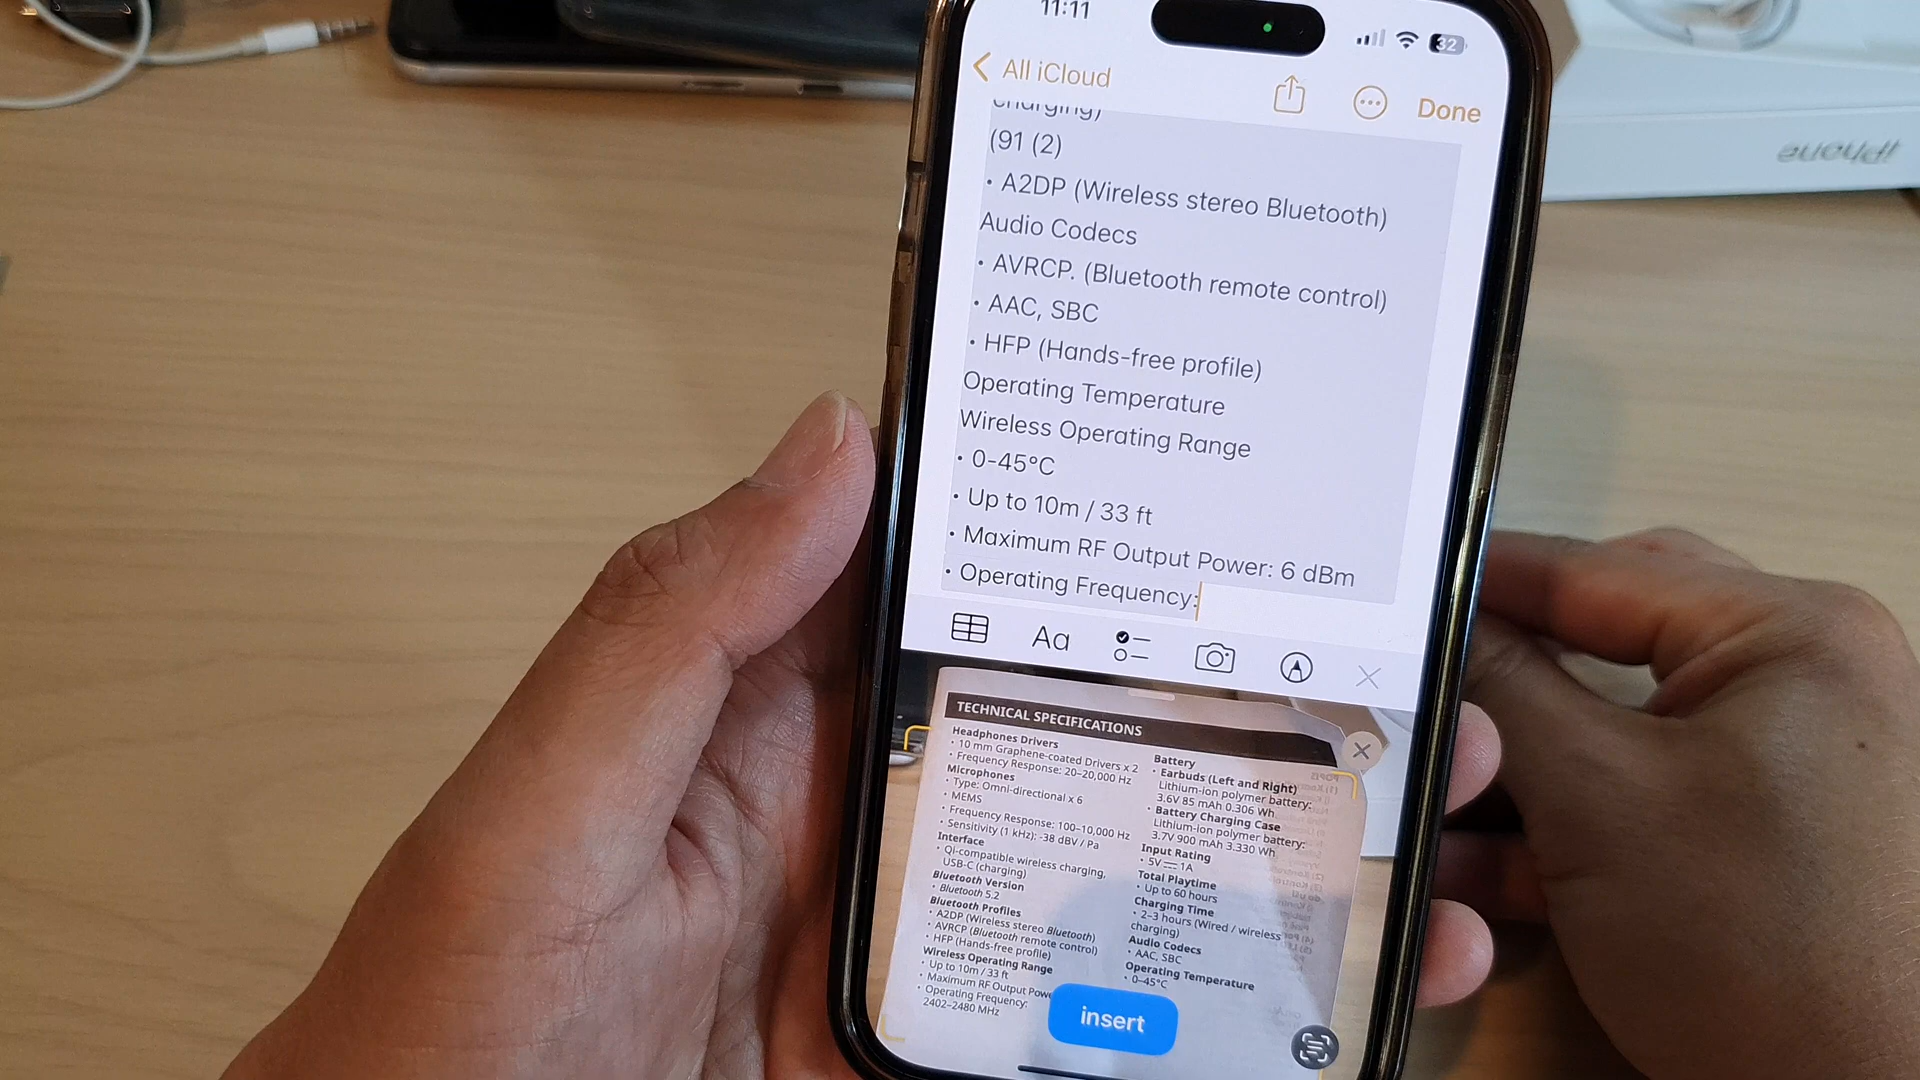 11:11
32
All iCloud
Done
charging)
(91 (2)
• A2DP (Wireless stereo Bluetooth)
Audio Codecs
• AVRCP. (Bluetooth remote control)
• AAC, SBC
• HFP (Hands-free profile)
Operating Temperature
Wireless Operating Range
• 0-45°C
• Up to 10m / 33 ft
• Maximum RF Output Power: 6 dBm
• Operating Frequency:
Aa
TECHNICAL SPECIFICATIONS
Headphones Drivers
• 10 mm Graphene-coated Drivers x 2
• Frequency Response: 20–20,000 Hz
Microphones
• Type: Omni-directional x 6
• MEMS
• Frequency Response: 100–10,000 Hz
• Sensitivity (1 kHz): -38 dBV / Pa
Interface
• Qi-compatible wireless charging,
USB-C (charging)
Bluetooth Version
• Bluetooth 5.2
Bluetooth Profiles
• A2DP (Wireless stereo Bluetooth)
• AVRCP (Bluetooth remote control)
• HFP (Hands-free profile)
Wireless Operating Range
• Up to 10m / 33 ft
• Maximum RF Output
• Operating Frequency:
2402–2480 MHz
Battery
• Earbuds (Left and Right)
Lithium-ion polymer battery:
3.6V 85 mAh 0.306 Wh
• Battery Charging Case
Lithium-ion polymer battery:
3.7V 900 mAh 3.330 Wh
Input Rating
• 5V⎓1A
Total Playtime
• Up to 60 hours
Charging Time
• 2–3 hours (Wired / wireless
charging)
Audio Codecs
• AAC, SBC
Operating Temperature
• 0–45°C
insert
iPhone